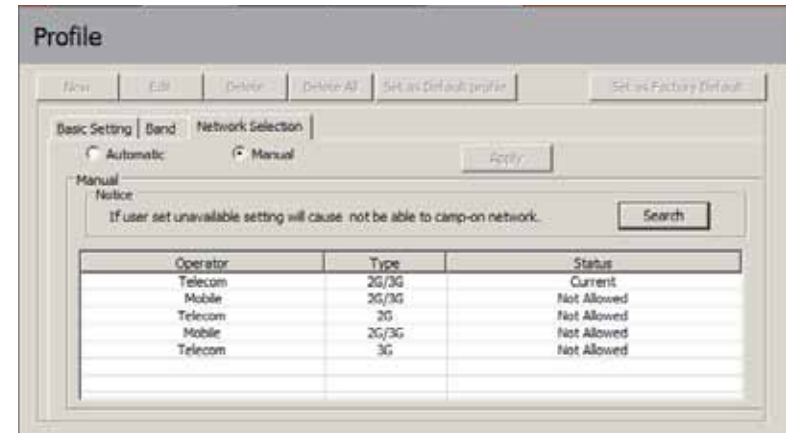 Profile
New Edit Delete Delete All Set as Default profile Set as Factory Default
Basic Setting Band Network Selection
Automatic Manual Apply
Manual
Notice
If user set unavailable setting will cause not be able to camp-on network. Search
Operator Type Status
Telecom 2G/3G Current
Mobile 2G/3G Not Allowed
Telecom 2G Not Allowed
Mobile 2G/3G Not Allowed
Telecom 3G Not Allowed